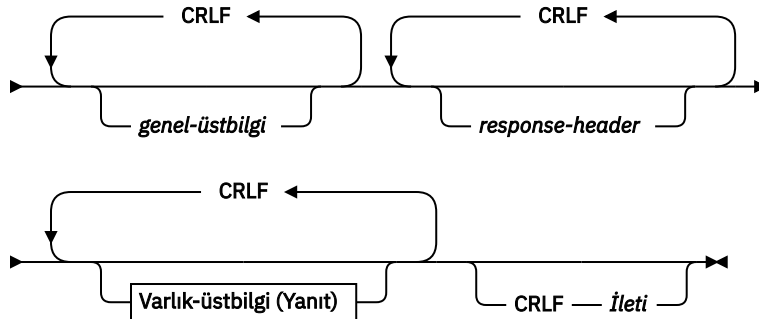 CRLF CRLF
genel-üstbilgi response-header
CRLF
Varlık-üstbilgi (Yanıt) CRLF İleti